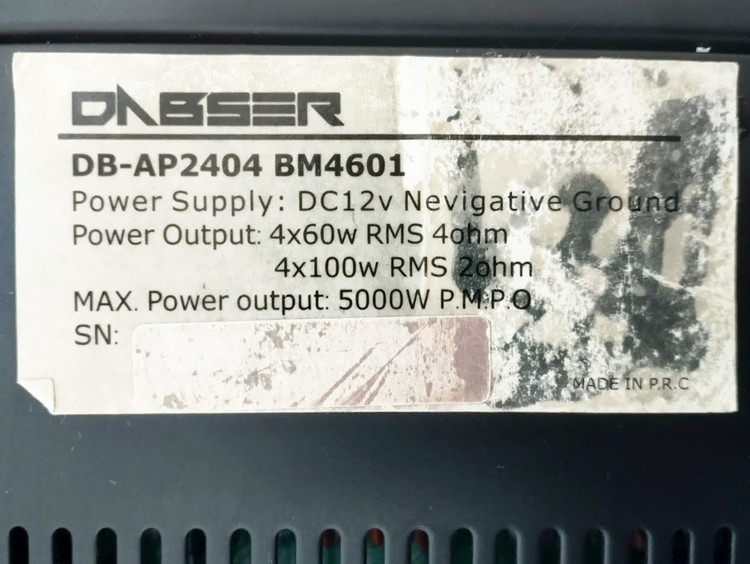 DABSER
DB-AP2404 BM4601
Power Supply: DC12v Nevigative Ground
Power Output: 4x60w RMS 4ohm
4x100w RMS 2ohm
MAX. Power output: 5000W P.M.P.O
SN:
MADE IN P.R.C